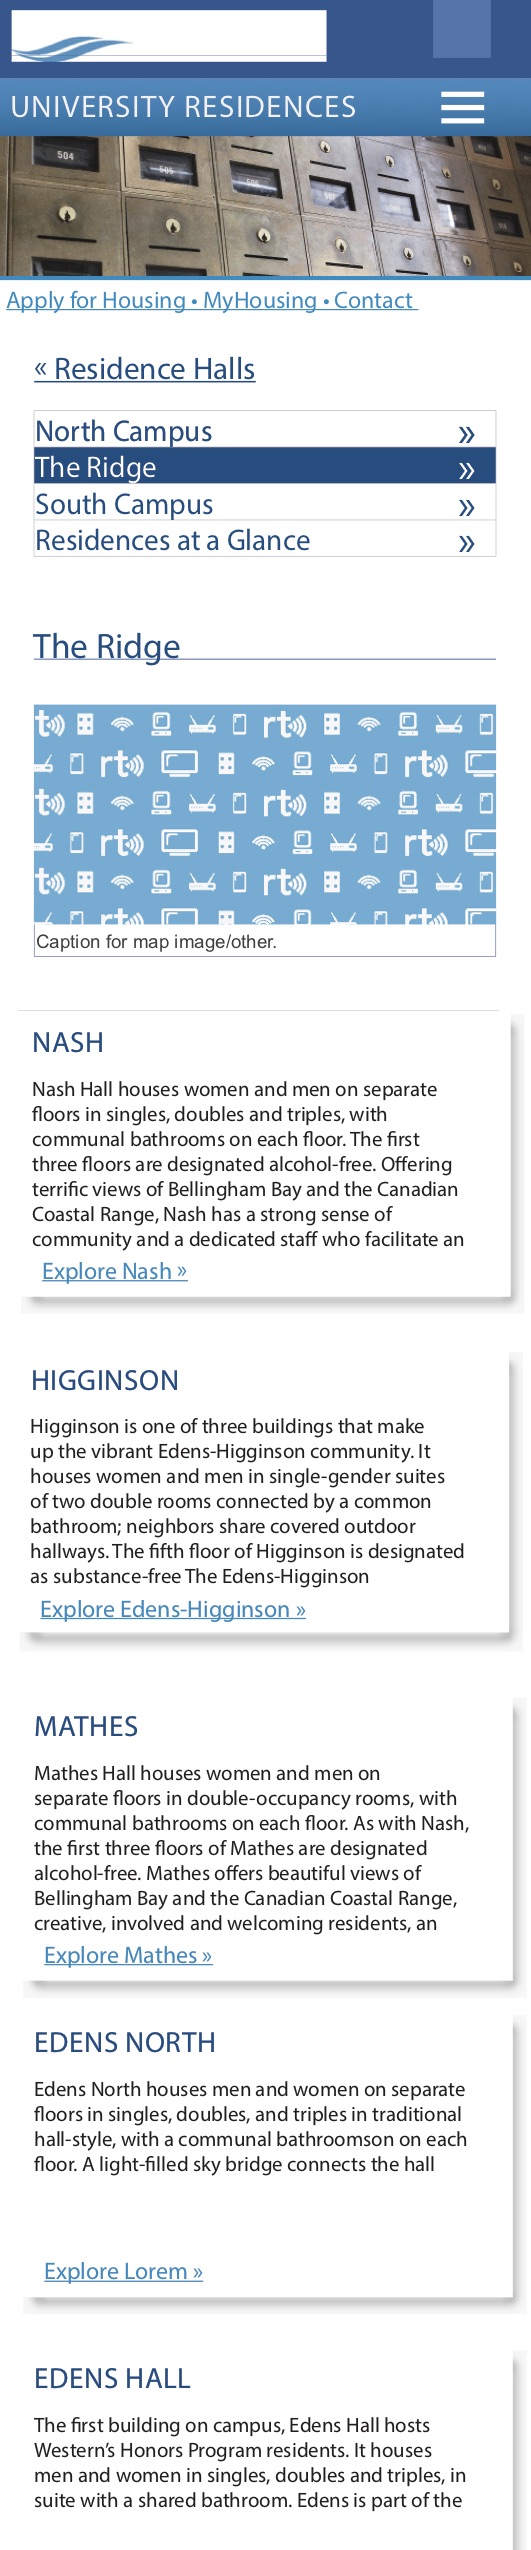 UNIVERSITY RESIDENCES
504
505
506
Apply for Housing • MyHousing • Contact
« Residence Halls
North Campus »
The Ridge »
South Campus »
Residences at a Glance »
The Ridge
t rt
rt rt
t rt
rt rt
t rt
rt rt
Caption for map image/other.
NASH
Nash Hall houses women and men on separate
floors in singles, doubles and triples, with
communal bathrooms on each floor. The first
three floors are designated alcohol-free. Offering
terrific views of Bellingham Bay and the Canadian
Coastal Range, Nash has a strong sense of
community and a dedicated staff who facilitate an
Explore Nash »
HIGGINSON
Higginson is one of three buildings that make
up the vibrant Edens-Higginson community. It
houses women and men in single-gender suites
of two double rooms connected by a common
bathroom; neighbors share covered outdoor
hallways. The fifth floor of Higginson is designated
as substance-free The Edens-Higginson
Explore Edens-Higginson »
MATHES
Mathes Hall houses women and men on
separate floors in double-occupancy rooms, with
communal bathrooms on each floor. As with Nash,
the first three floors of Mathes are designated
alcohol-free. Mathes offers beautiful views of
Bellingham Bay and the Canadian Coastal Range,
creative, involved and welcoming residents, an
Explore Mathes »
EDENS NORTH
Edens North houses men and women on separate
floors in singles, doubles, and triples in traditional
hall-style, with a communal bathroomson on each
floor. A light-filled sky bridge connects the hall
Explore Lorem »
EDENS HALL
The first building on campus, Edens Hall hosts
Western's Honors Program residents. It houses
men and women in singles, doubles and triples, in
suite with a shared bathroom. Edens is part of the